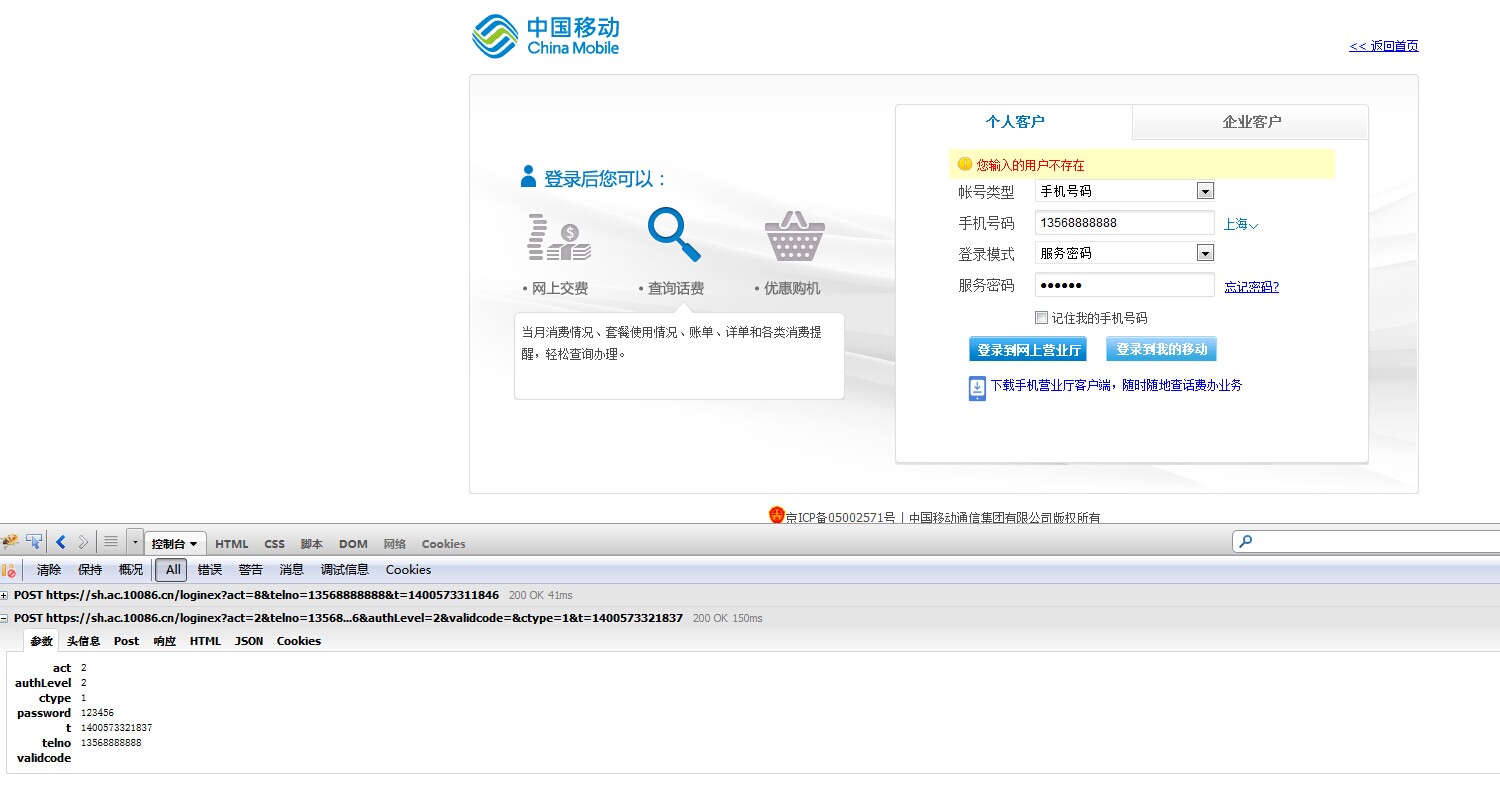 中国移动
China Mobile
<< 返回首页
个人客户 企业客户
您输入的用户不存在
登录后您可以：
帐号类型 手机号码
手机号码 13568888888 上海
登录模式 服务密码
服务密码 ●●●●●● 忘记密码?
• 网上交费 • 查询话费 • 优惠购机
记住我的手机号码
当月消费情况、套餐使用情况、账单、详单和各类消费提
醒，轻松查询办理。
登录到网上营业厅 登录到我的移动
下载手机营业厅客户端，随时随地查话费办业务
京ICP备05002571号 | 中国移动通信集团有限公司版权所有
控制台 HTML CSS 脚本 DOM 网络 Cookies
清除 保持 概况 All 错误 警告 消息 调试信息 Cookies
POST https://sh.ac.10086.cn/loginex?act=8&telno=13568888888&t=1400573311846 200 OK 41ms
POST https://sh.ac.10086.cn/loginex?act=2&telno=13568...6&authLevel=2&validcode=&ctype=1&t=1400573321837 200 OK 150ms
参数 头信息 Post 响应 HTML JSON Cookies
act 2
authLevel 2
ctype 1
password 123456
t 1400573321837
telno 13568888888
validcode